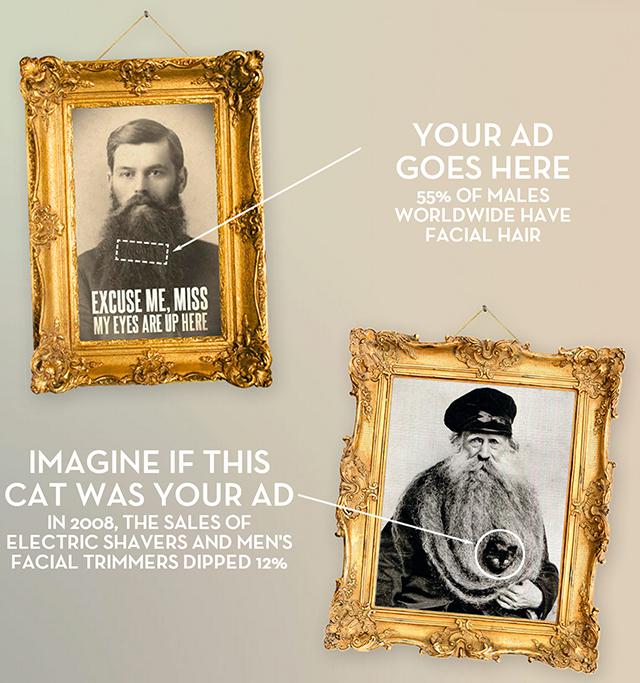 YOUR AD
GOES HERE
55% OF MALES
WORLDWIDE HAVE
FACIAL HAIR
EXCUSE ME, MISS
MY EYES ARE UP HERE
IMAGINE IF THIS
CAT WAS YOUR AD
IN 2008, THE SALES OF
ELECTRIC SHAVERS AND MEN'S
FACIAL TRIMMERS DIPPED 12%